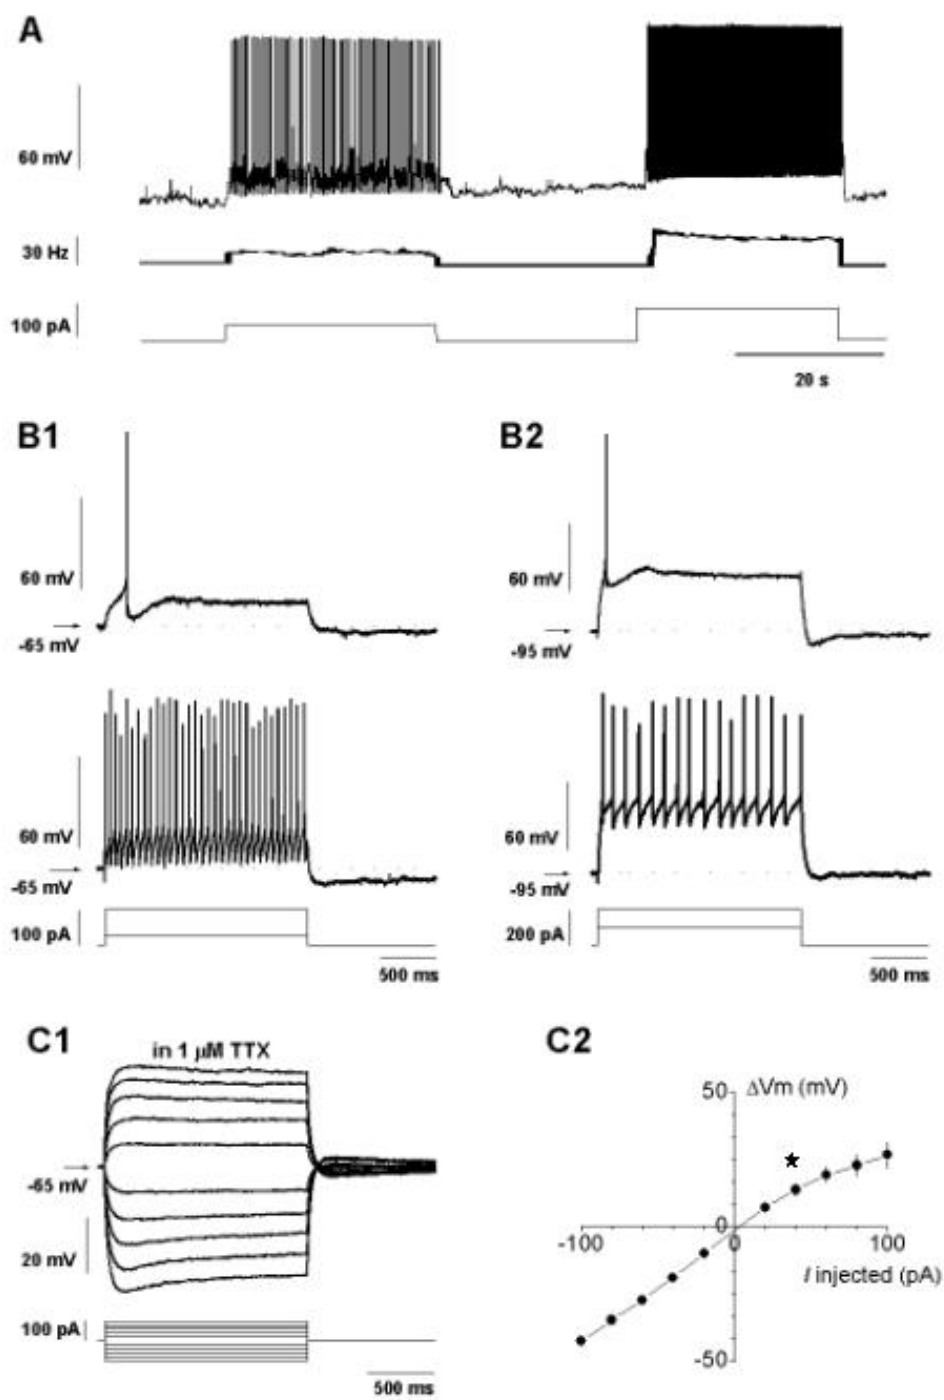 A
60 mV
30 Hz
100 pA
20 s
B1
B2
60 mV
60 mV
-65 mV
-95 mV
60 mV
60 mV
-65 mV
-95 mV
100 pA
200 pA
500 ms
500 ms
C1
C2
in 1 µM TTX
50
ΔVm (mV)
-65 mV
20 mV
0
-100
0
100
I injected (pA)
100 pA
-50
500 ms